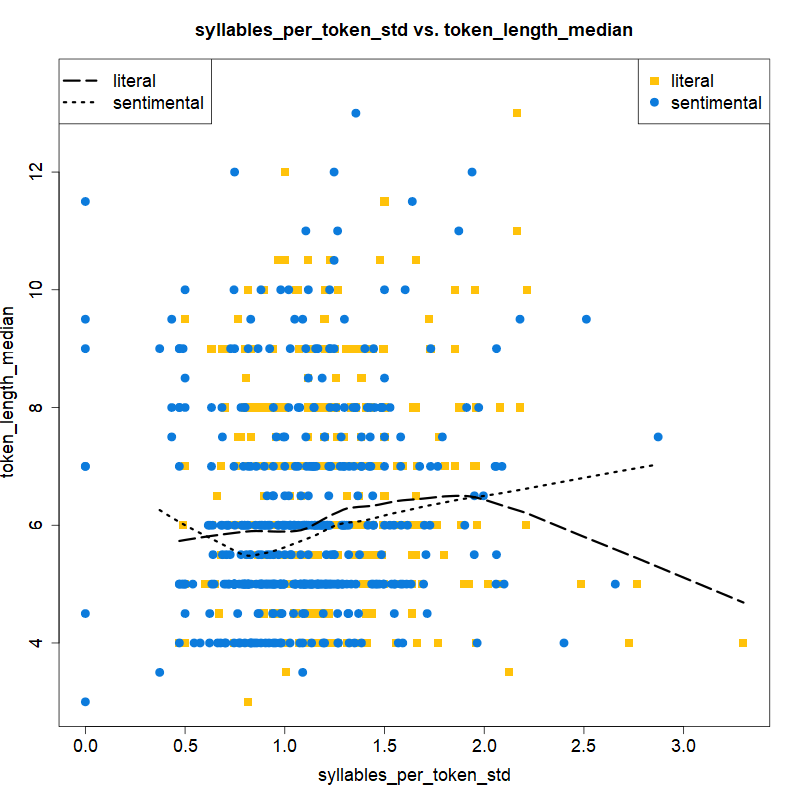 syllables_per_token_std vs. token_length_median
literal
sentimental
literal
sentimental
token_length_median
12
10
8
6
4
0.0 0.5 1.0 1.5 2.0 2.5 3.0
syllables_per_token_std